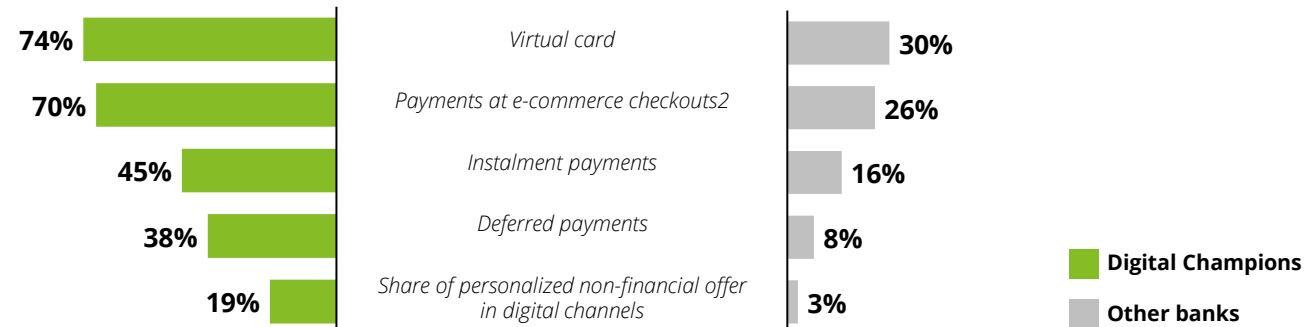 74%
Virtual card
30%
70%
Payments at e-commerce checkouts2
26%
45%
Instalment payments
16%
38%
Deferred payments
8%
19%
Share of personalized non-financial offer
in digital channels
3%
Digital Champions
Other banks